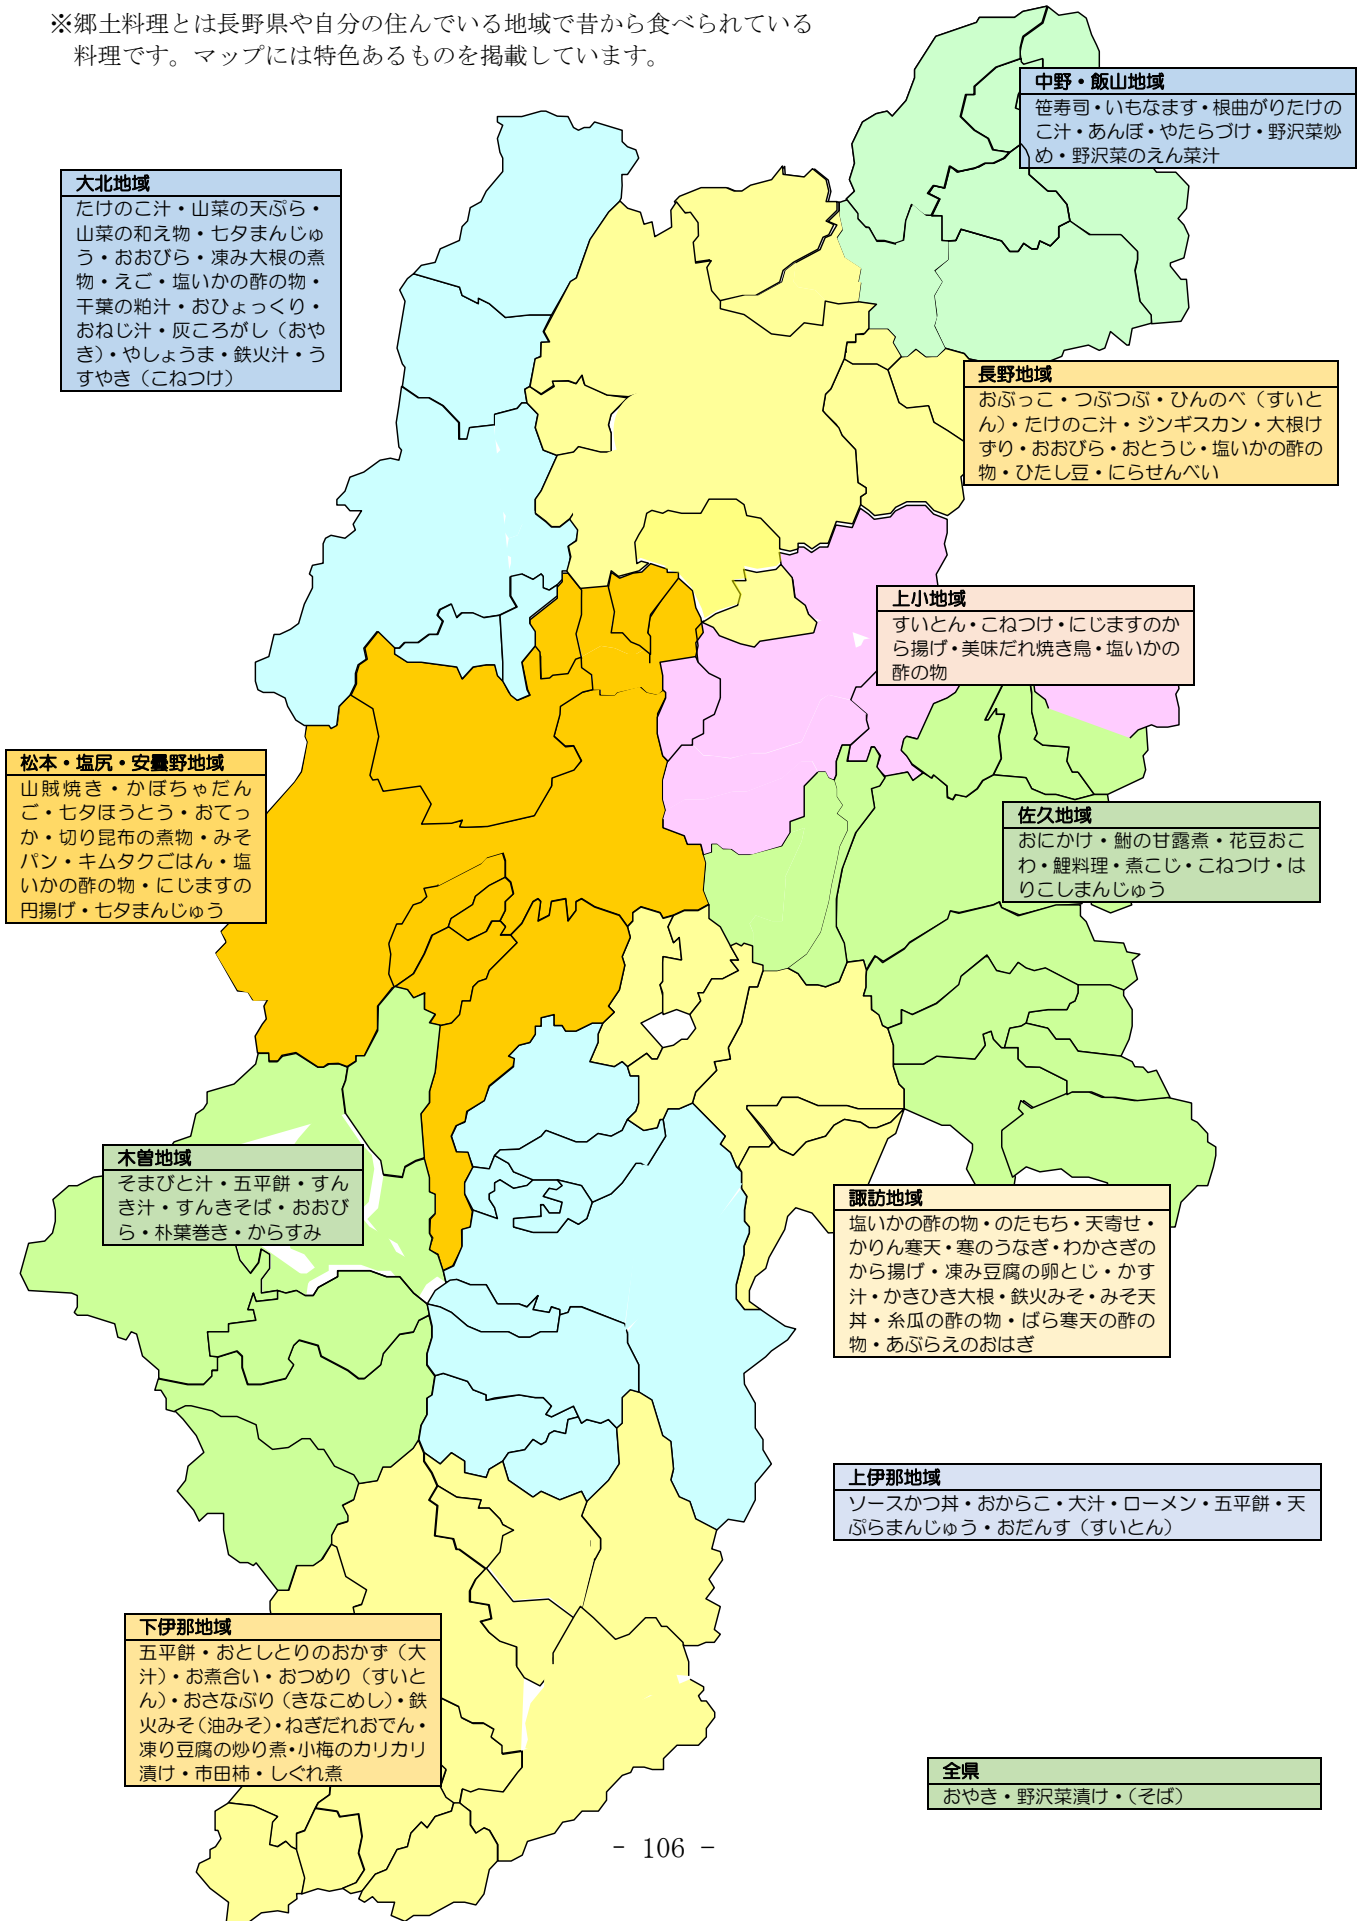 ※郷土料理とは長野県や自分の住んでいる地域で昔から食べられている
料理です。マップには特色あるものを掲載しています。
中野・飯山地域
笹寿司・いもなます・根曲がりたけの
こ汁・あんぼ・やたらづけ・野沢菜炒
め・野沢菜のえん菜汁
大北地域
たけのこ汁・山菜の天ぷら・
山菜の和え物・七夕まんじゅ
う・おおびら・凍み大根の煮
物・えご・塩いかの酢の物・
干葉の粕汁・おひょっくり・
おねじ汁・灰ころがし（おや
き）・やしょうま・鉄火汁・う
すやき（こねつけ）
長野地域
おぶっこ・つぶつぶ・ひんのべ（すいと
ん）・たけのこ汁・ジンギスカン・大根け
ずり・おおびら・おとうじ・塩いかの酢の
物・ひたし豆・にらせんべい
上小地域
すいとん・こねつけ・にじますのか
ら揚げ・美味だれ焼き鳥・塩いかの
酢の物
松本・塩尻・安曇野地域
山賊焼き・かぼちゃだん
ご・七夕ほうとう・おてっ
か・切り昆布の煮物・みそ
パン・キムタクごはん・塩
いかの酢の物・にじますの
円揚げ・七夕まんじゅう
佐久地域
おにかけ・鮒の甘露煮・花豆おこ
わ・鯉料理・煮こじ・こねつけ・は
りこしまんじゅう
木曽地域
そまびと汁・五平餅・すん
き汁・すんきそば・おおび
ら・朴葉巻き・からすみ
諏訪地域
塩いかの酢の物・のたもち・天寄せ・
かりん寒天・寒のうなぎ・わかさぎの
から揚げ・凍み豆腐の卵とじ・かす
汁・かきひき大根・鉄火みそ・みそ天
丼・糸瓜の酢の物・ばら寒天の酢の
物・あぶらえのおはぎ
上伊那地域
ソースかつ丼・おからこ・大汁・ローメン・五平餅・天
ぷらまんじゅう・おだんす（すいとん）
下伊那地域
五平餅・おとしとりのおかず（大
汁）・お煮合い・おつめり（すいと
ん）・おさなぶり（きなこめし）・鉄
火みそ（油みそ）・ねぎだれおでん・
凍り豆腐の炒り煮・小梅のカリカリ
漬け・市田柿・しぐれ煮
全県
おやき・野沢菜漬け・（そば）
- 106 -